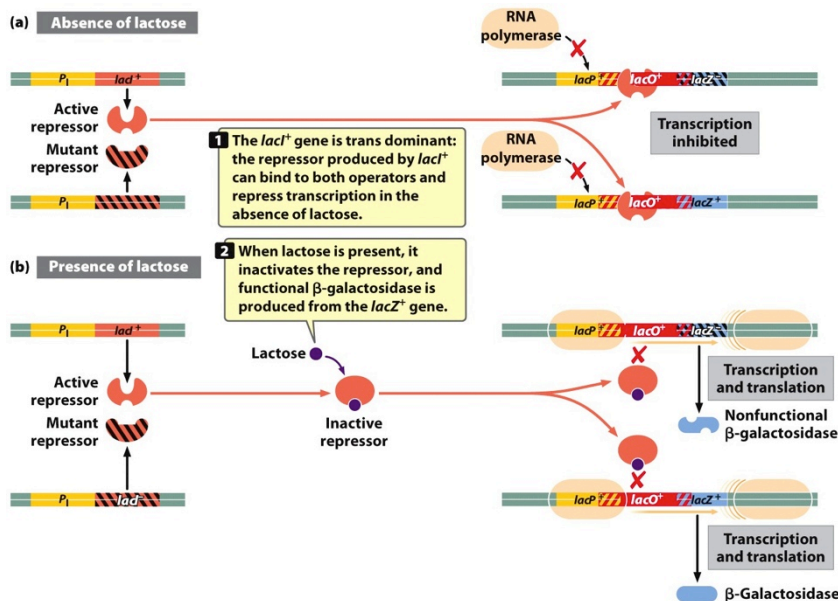 (a) Absence of lactose
RNA
polymerase
PI lacI+
lacP+ lacO+ lacZ–
Active
repressor
Mutant
repressor
1 The lacI+ gene is trans dominant:
the repressor produced by lacI+
can bind to both operators and
repress transcription in the
absence of lactose.
RNA
polymerase
Transcription
inhibited
PI
lacP+ lacO+ lacZ+
(b) Presence of lactose
2 When lactose is present, it
inactivates the repressor, and
functional β-galactosidase is
produced from the lacZ+ gene.
PI lacI+
lacP+ lacO+ lacZ–
Lactose
Active
repressor
Mutant
repressor
Inactive
repressor
Transcription
and translation
Nonfunctional
β-galactosidase
PI lacI–
lacP+ lacO+ lacZ+
Transcription
and translation
β-Galactosidase